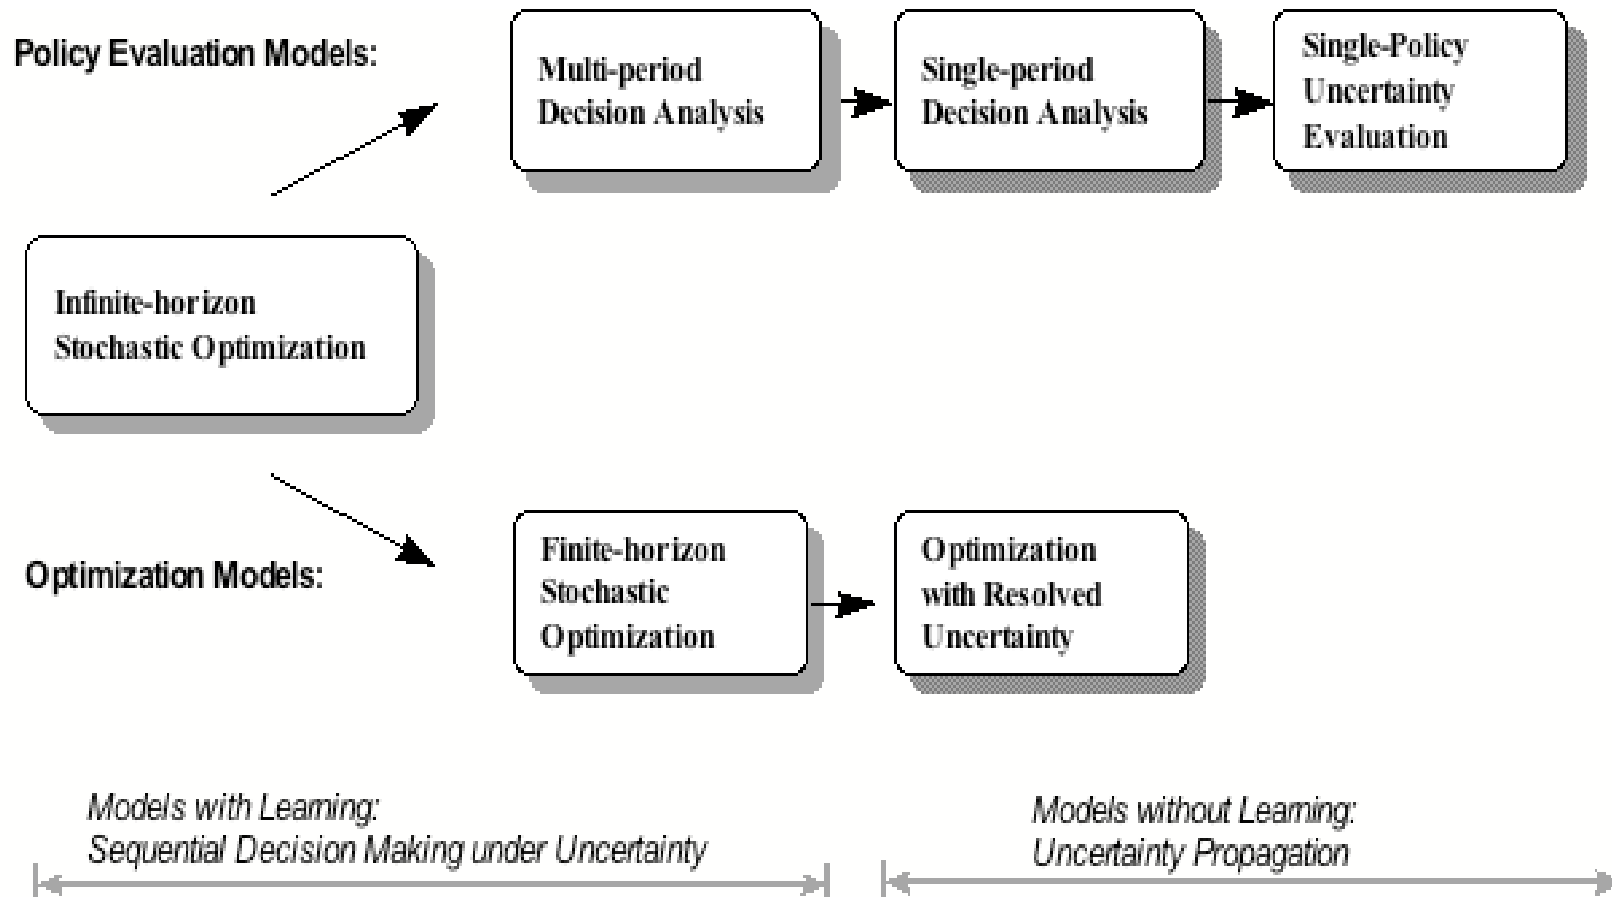 Policy Evaluation Models:
Multi-period
Decision Analysis
Single-period
Decision Analysis
Single-Policy
Uncertainty
Evaluation
Infinite-horizon
Stochastic Optimization
Optimization Models:
Finite-horizon
Stochastic
Optimization
Optimization
with Resolved
Uncertainty
Models with Learning:
Sequential Decision Making under Uncertainty
Models without Learning:
Uncertainty Propagation